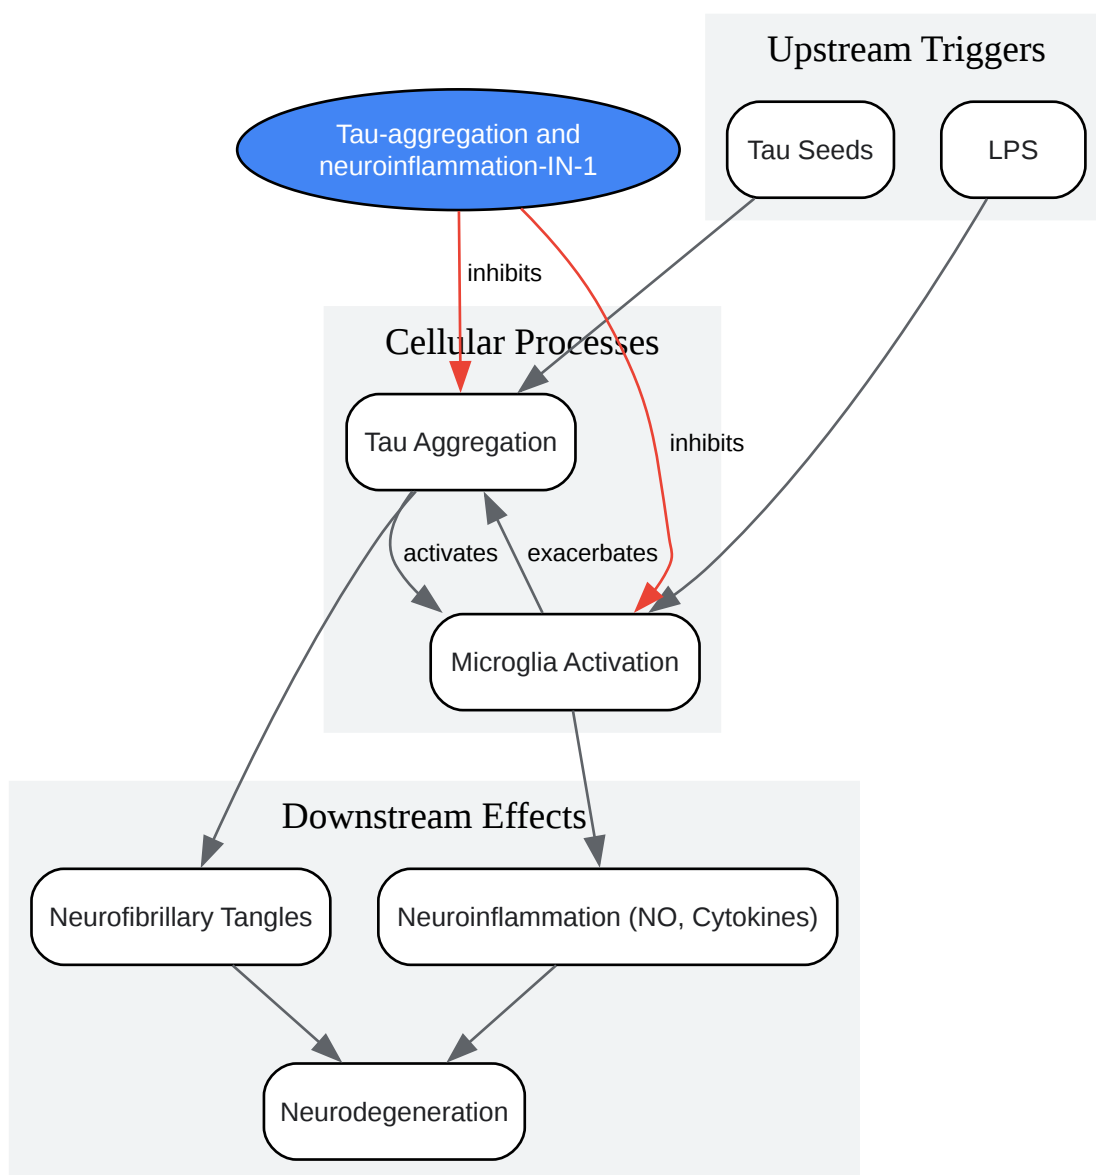 Upstream Triggers
Tau-aggregation and
neuroinflammation-IN-1
Tau Seeds
LPS
inhibits
Cellular Processes
Tau Aggregation
inhibits
activates
exacerbates
Microglia Activation
Downstream Effects
Neurofibrillary Tangles
Neuroinflammation (NO, Cytokines)
Neurodegeneration